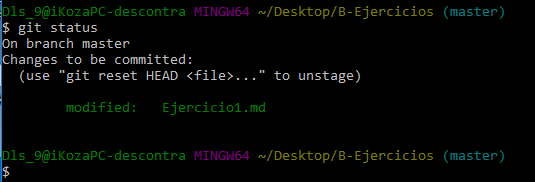 Dls_9@iKozaPC-descontra MINGW64 ~/Desktop/B-Ejercicios (master)
$ git status
On branch master
Changes to be committed:
  (use "git reset HEAD <file>..." to unstage)
        modified:   Ejercicio1.md
Dls_9@iKozaPC-descontra MINGW64 ~/Desktop/B-Ejercicios (master)
$